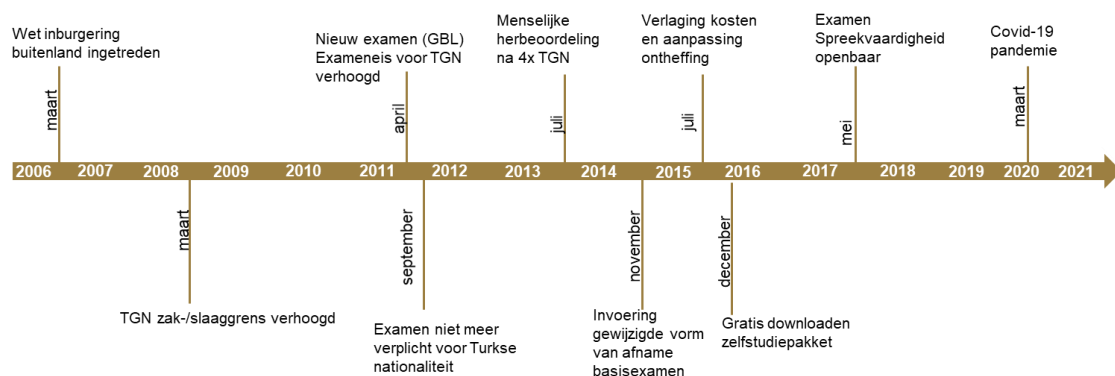 Wet inburgering
buitenland ingetreden
maart
Nieuw examen (GBL)
Exameneis voor TGN
verhoogd
april
Menselijke
herbeoordeling
na 4x TGN
juli
Verlaging kosten
en aanpassing
ontheffing
juli
Examen
Spreekvaardigheid
openbaar
mei
Covid-19
pandemie
maart
2006 2007 2008 2009 2010 2011 2012 2013 2014 2015 2016 2017 2018 2019 2020 2021
maart
TGN zak-/slaaggrens verhoogd
september
Examen niet meer
verplicht voor Turkse
nationaliteit
november
Invoering
gewijzigde vorm
van afname
basisexamen
december
Gratis downloaden
zelfstudiepakket